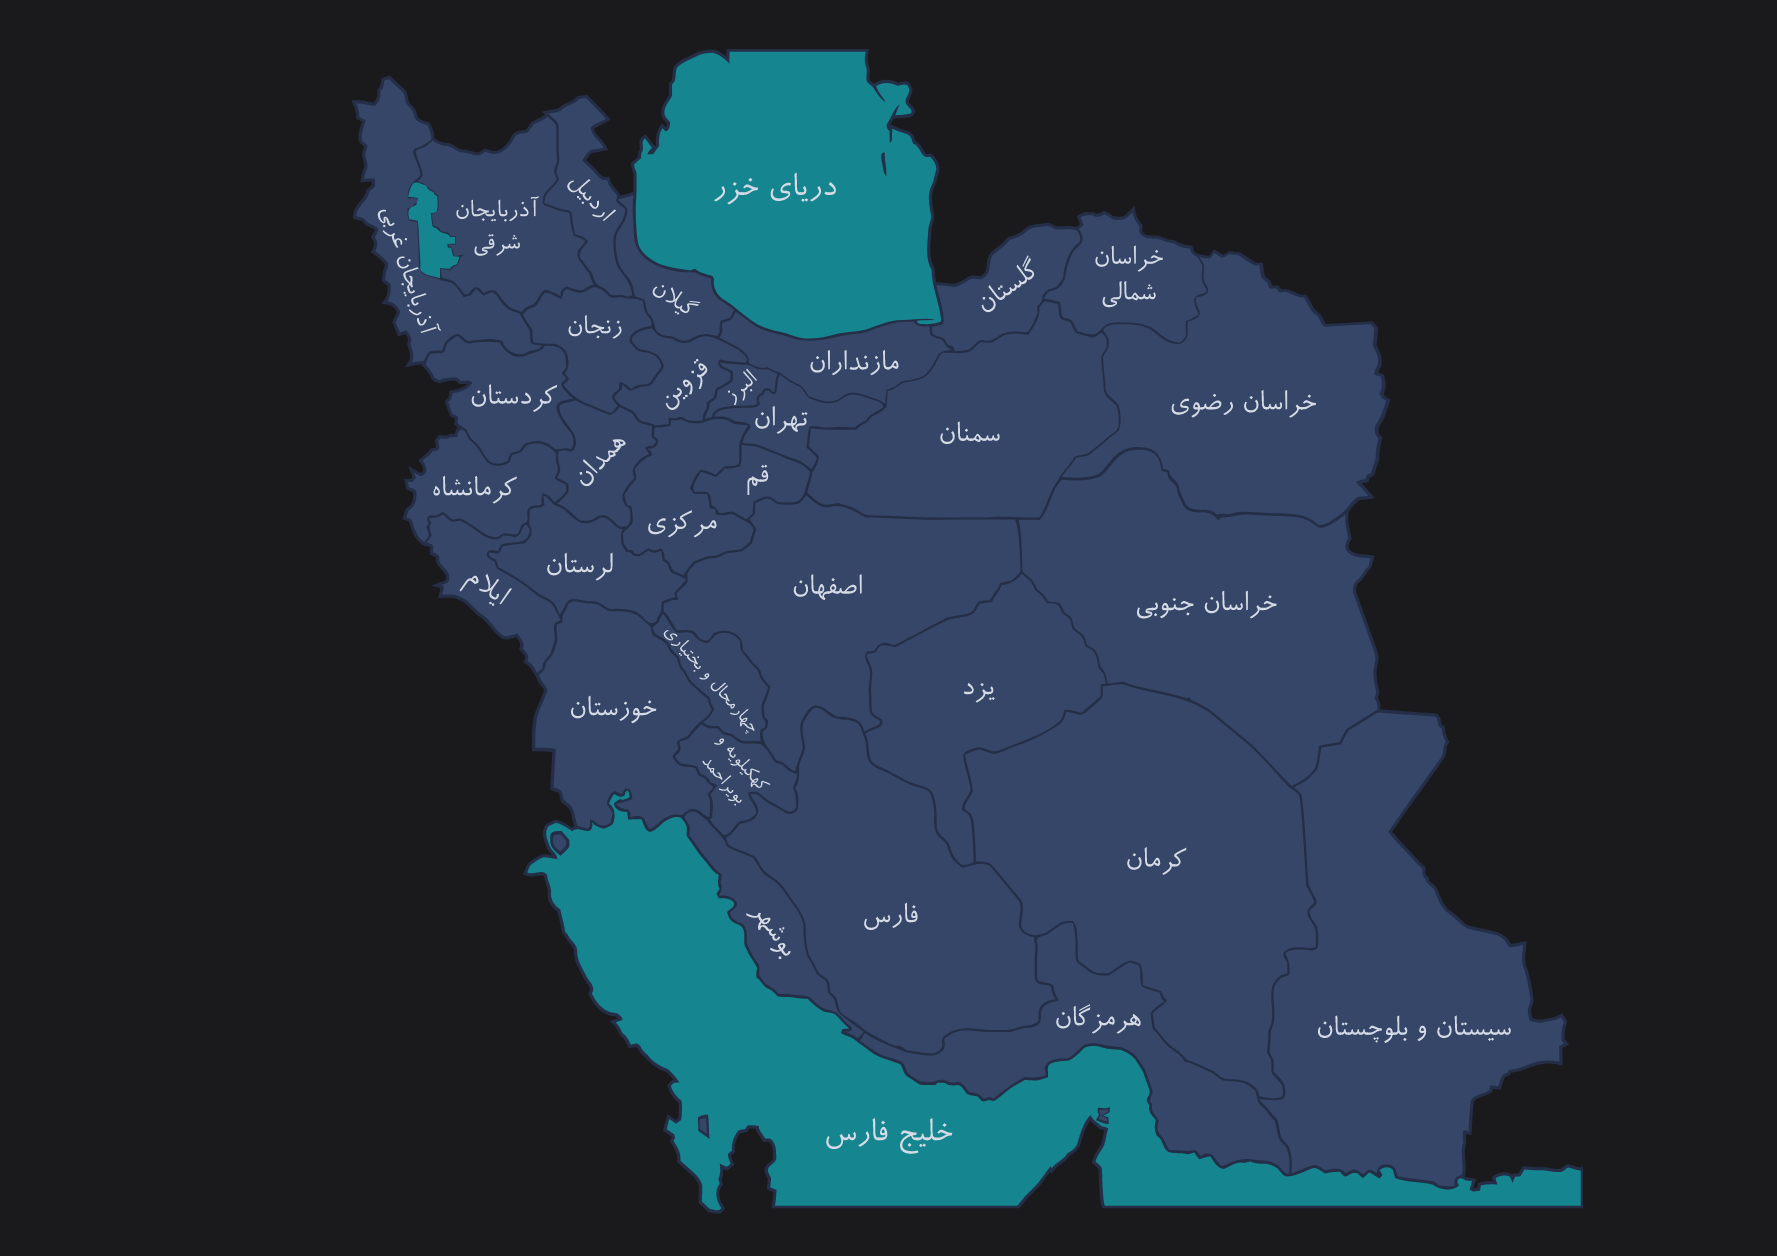 دریای خزر
آذربایجان
شرقی
اردبیل
آذربایجان غربی
گیلان
زنجان
گلستان
خراسان
شمالی
مازنداران
البرز
قزوین
تهران
کردستان
خراسان رضوی
سمنان
همدان
قم
کرمانشاه
مرکزی
لرستان
ایلام
اصفهان
خراسان جنوبی
چهارمحال و بختیاری
یزد
خوزستان
کهکیلویه و
بویراحمد
کرمان
فارس
بوشهر
هرمزگان
سیستان و بلوچستان
خلیج فارس